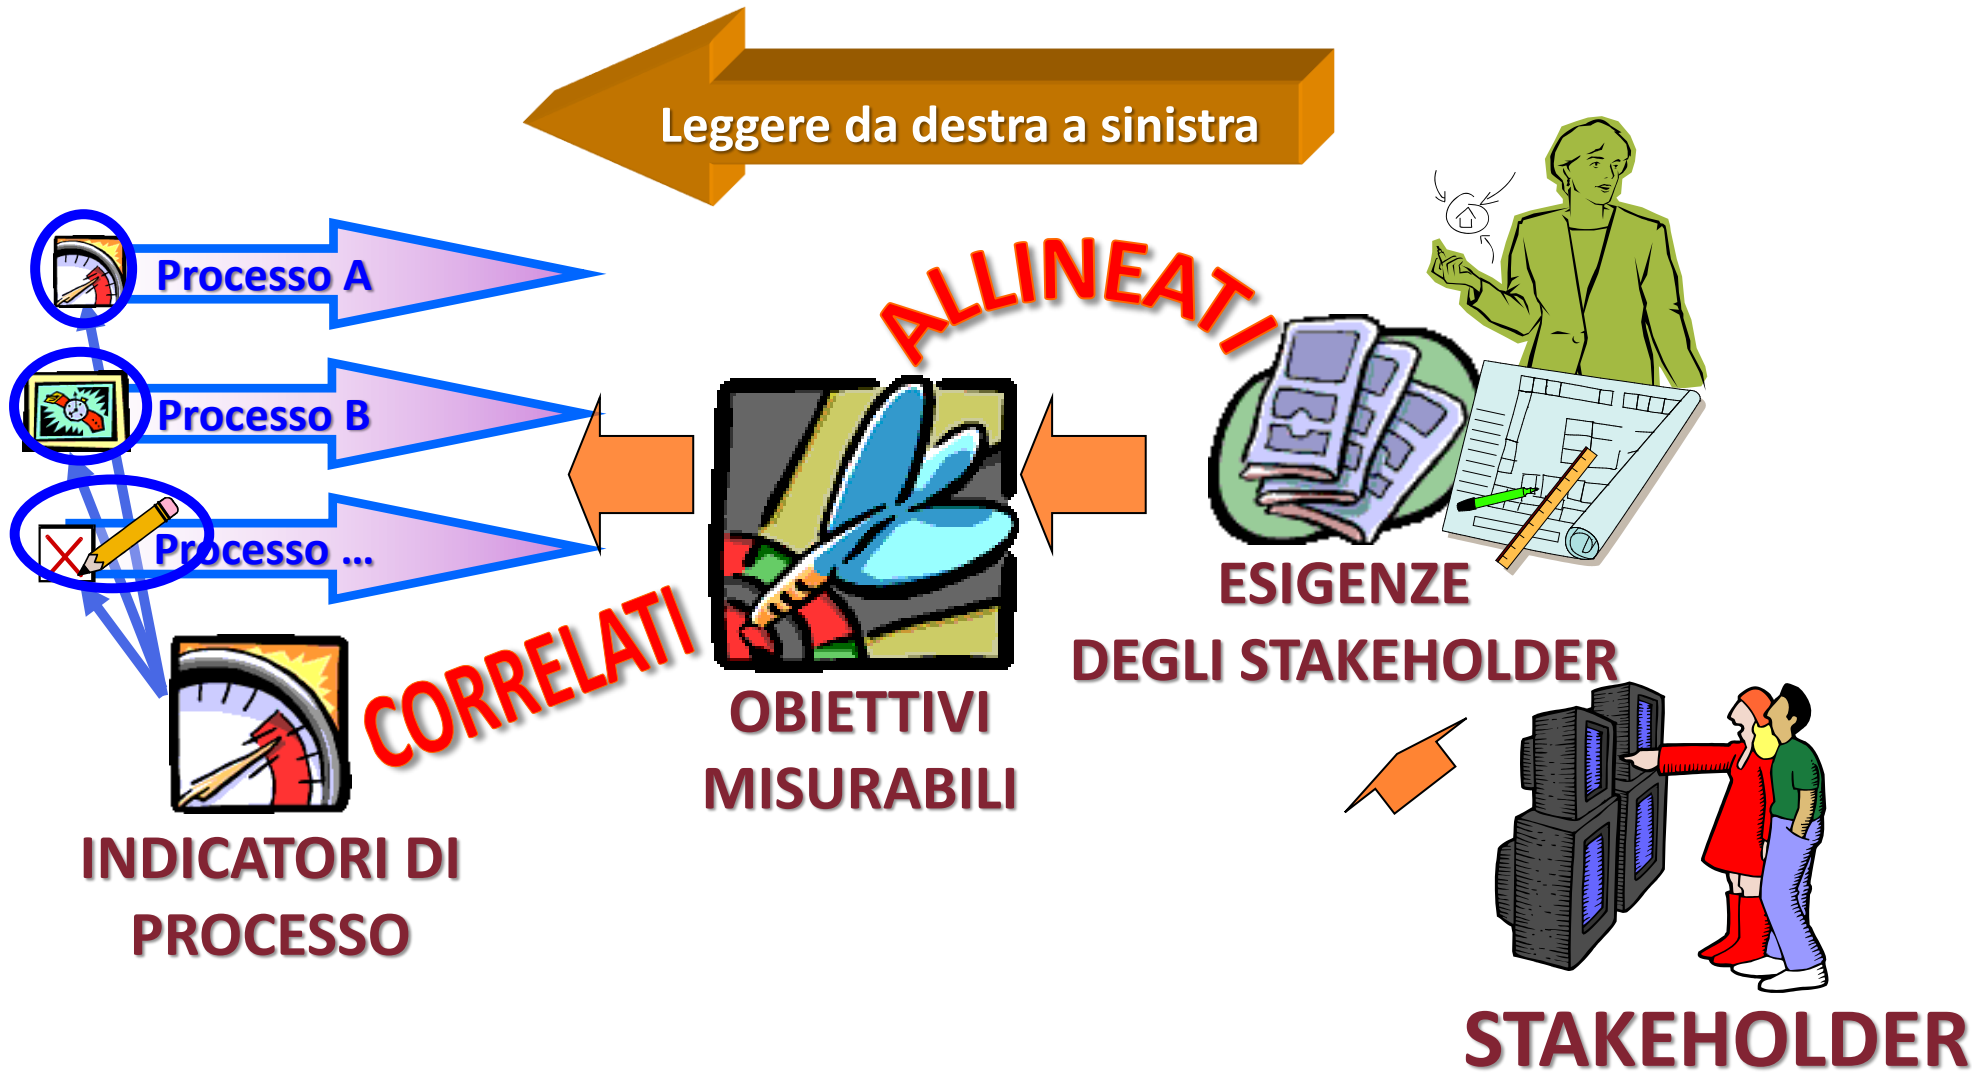 Leggere da destra a sinistra
Processo A
Processo B
Processo ...
ALLINEATI
CORRELATI
ESIGENZE
DEGLI STAKEHOLDER
OBIETTIVI
MISURABILI
INDICATORI DI
PROCESSO
STAKEHOLDER